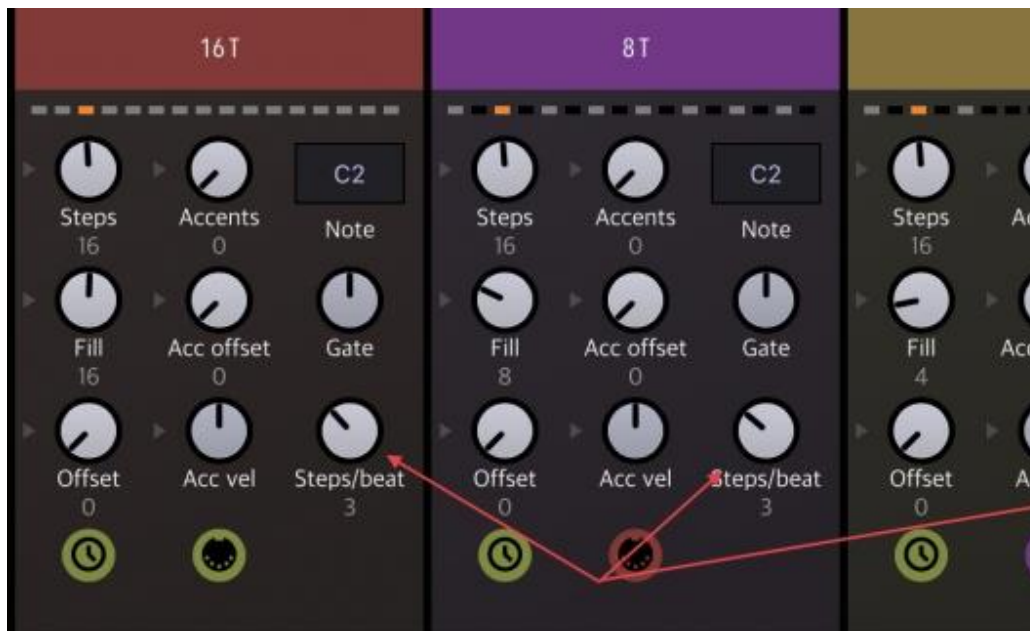 16T
8T
C2
C2
Steps
Accents
Note
Steps
Accents
Note
Steps
16
0
16
0
16
Fill
Acc offset
Gate
Fill
Acc offset
Gate
Fill
16
0
8
0
4
Offset
Acc vel
Steps/beat
Offset
Acc vel
Steps/beat
Offset
0
3
0
3
0